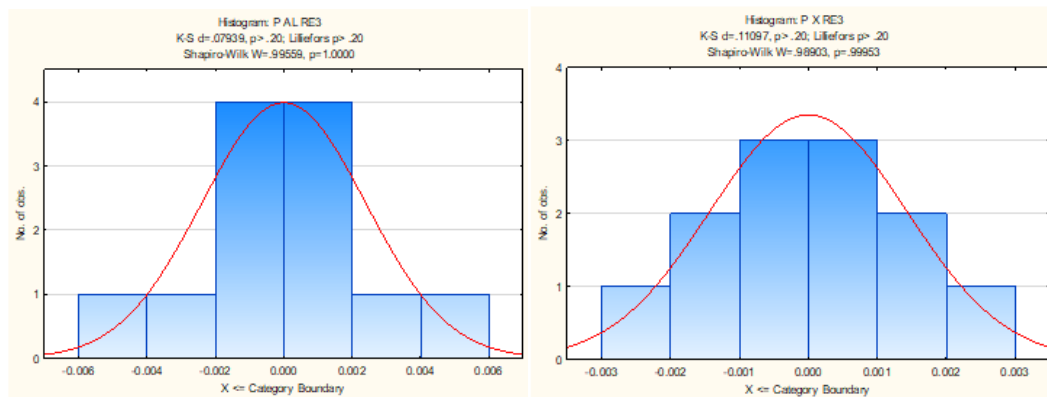 Histogram: P AL RE3
K-S d=.07939, p> .20; Lilliefors p> .20
Shapiro-Wilk W=.99559, p=1.0000
No. of obs.
4
3
2
1
0
-0.006 -0.004 -0.002 0.000 0.002 0.004 0.006
X <= Category Boundary
Histogram: P X RE3
K-S d=.11097, p> .20; Lilliefors p> .20
Shapiro-Wilk W=.98903, p=.99953
No. of obs.
4
3
2
1
0
-0.003 -0.002 -0.001 0.000 0.001 0.002 0.003
X <= Category Boundary